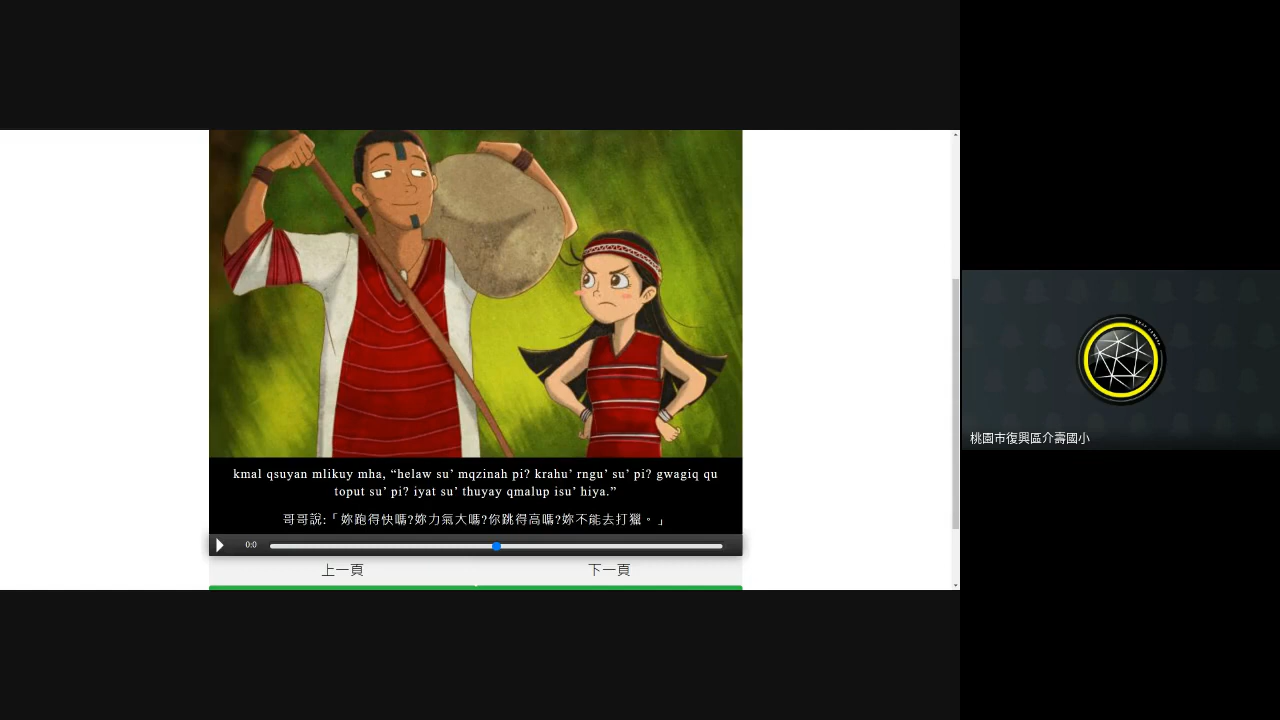 kmal qsuyan mlikuy mha, “helaw su’ mqzinah pi? krahu’ rngu’ su’ pi? gwagiq qu
toput su’ pi? iyat su’ thuyay qmalup isu’ hiya.”
哥哥說:「妳跑得快嗎?妳力氣大嗎?你跳得高嗎?妳不能去打獵。」
0:0
上一頁
下一頁
桃園市復興區介壽國小